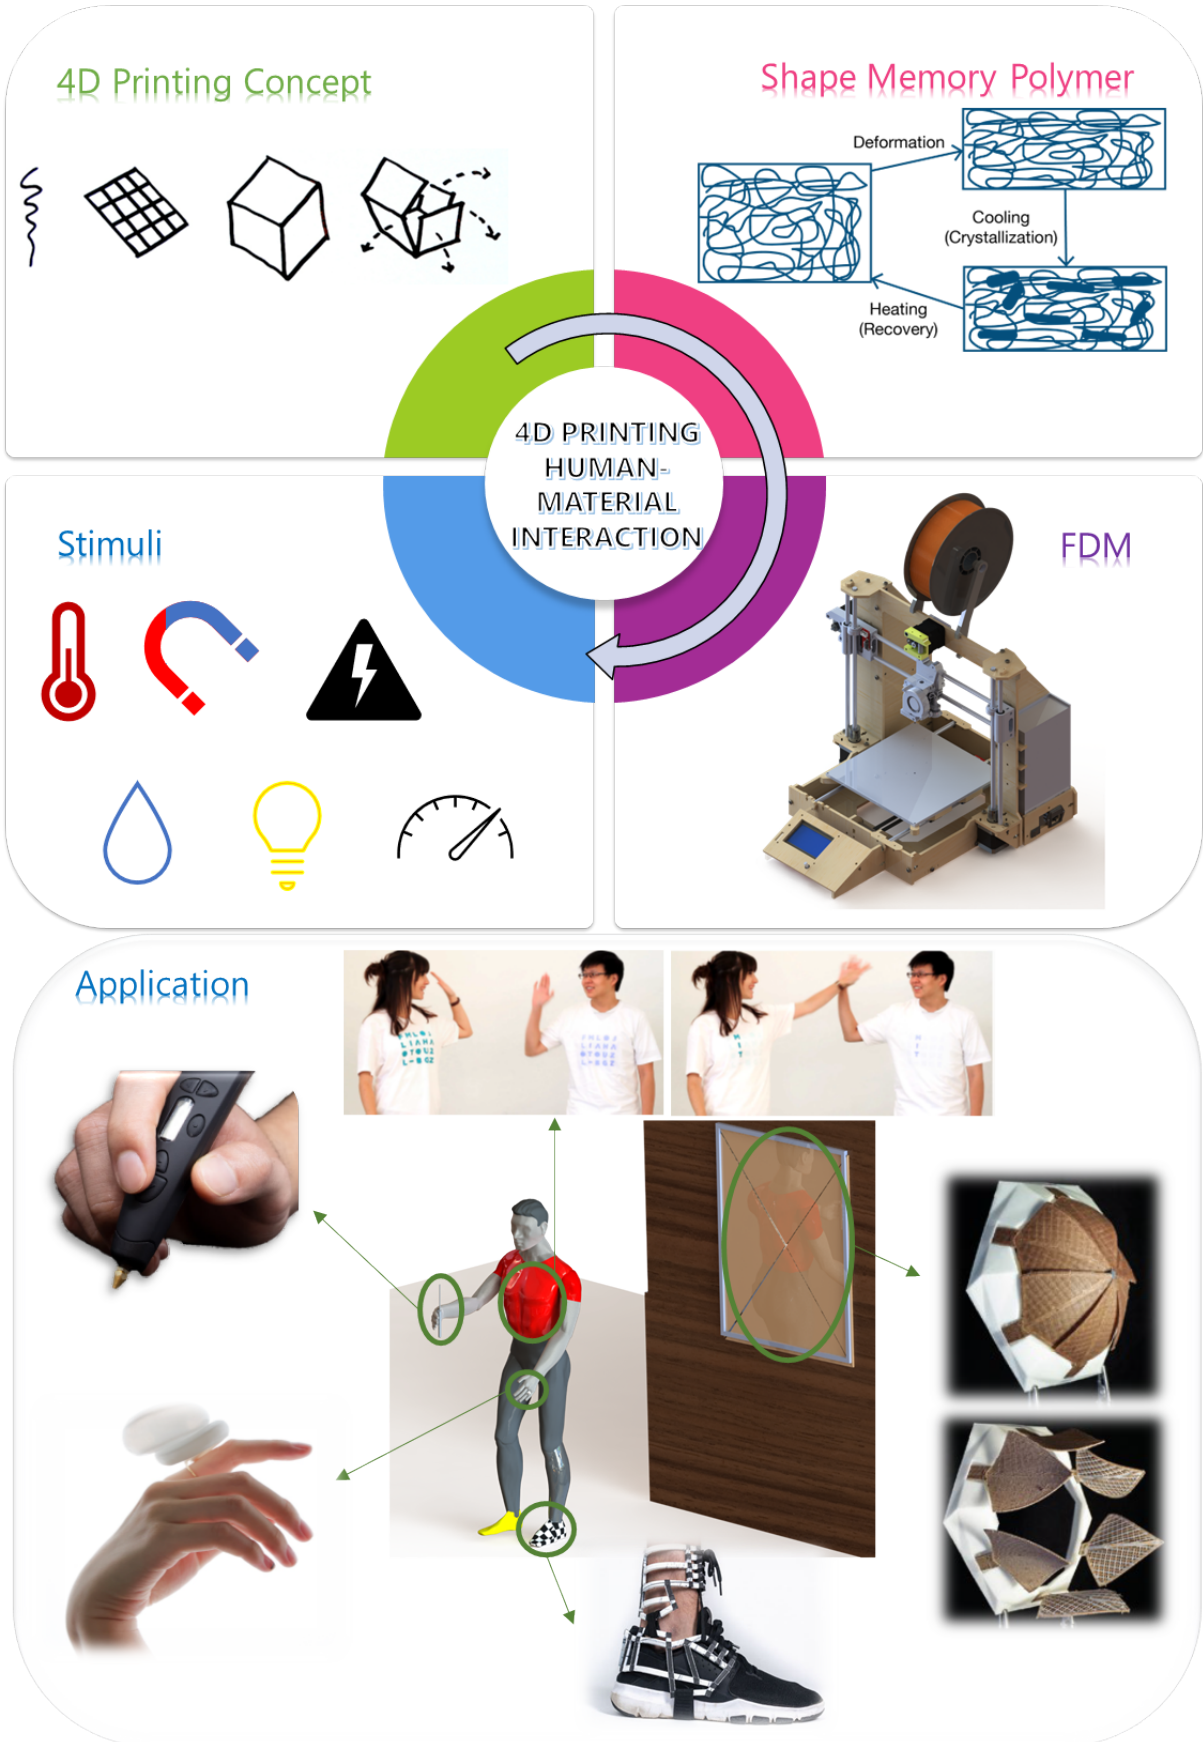 4D Printing Concept
Shape Memory Polymer
Deformation
Cooling
(Crystallization)
Heating
(Recovery)
4D PRINTING
HUMAN-
MATERIAL
INTERACTION
Stimuli
FDM
Application